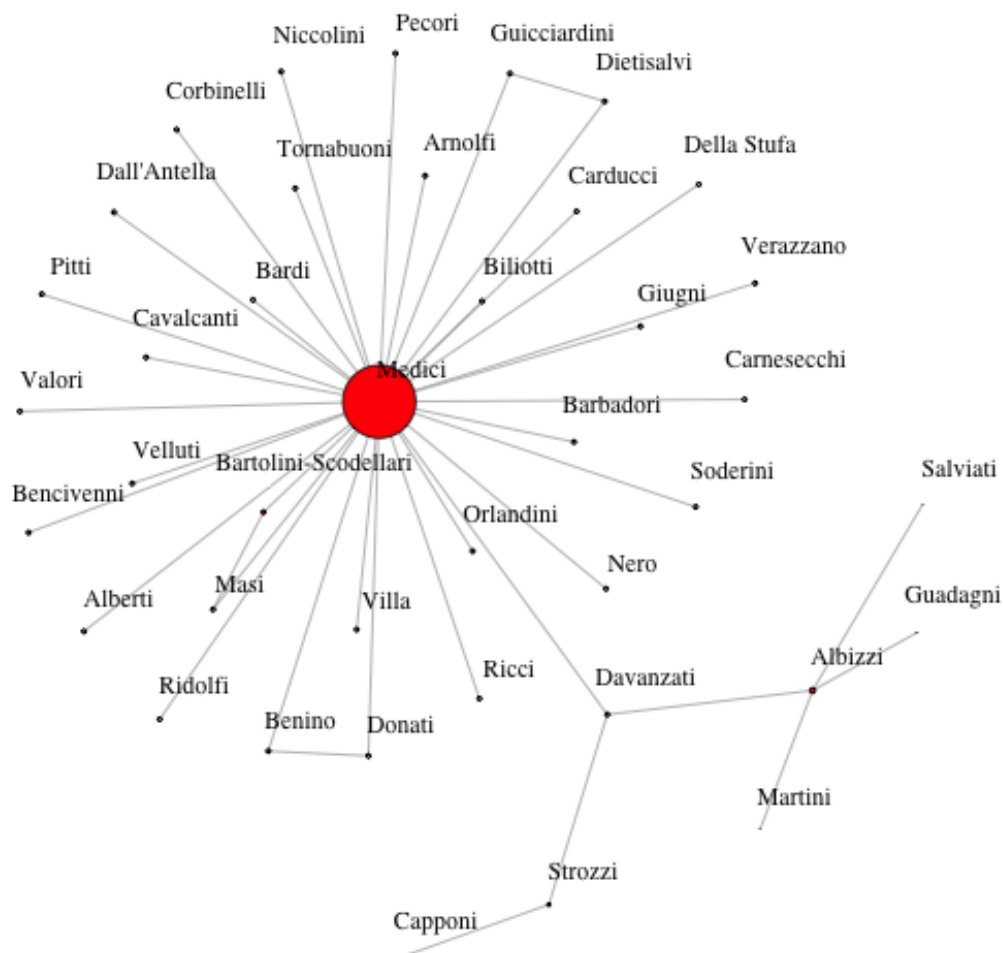 Pecori
Guicciardini
Niccolini
Dietisalvi
Corbinelli
Tornabuoni
Arnolfi
Della Stufa
Dall'Antella
Carducci
Verazzano
Pitti
Bardi
Biliotti
Giugni
Cavalcanti
Medici
Carnesecchi
Valori
Barbadori
Velluti
Bartolini-Scodellari
Soderini
Salviati
Bencivenni
Orlandini
Nero
Guadagni
Alberti
Masi
Villa
Albizzi
Ridolfi
Ricci
Davanzati
Benino
Donati
Martini
Strozzi
Capponi